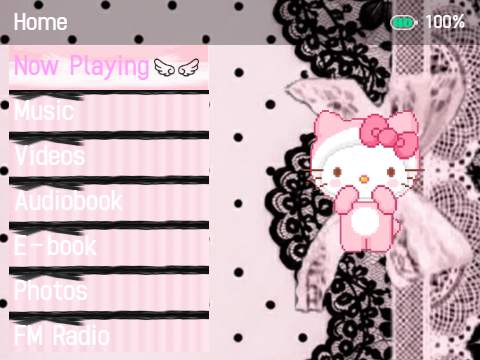 Home
100%
Now Playing
Music
Videos
Audiobook
E-book
Photos
FM Radio